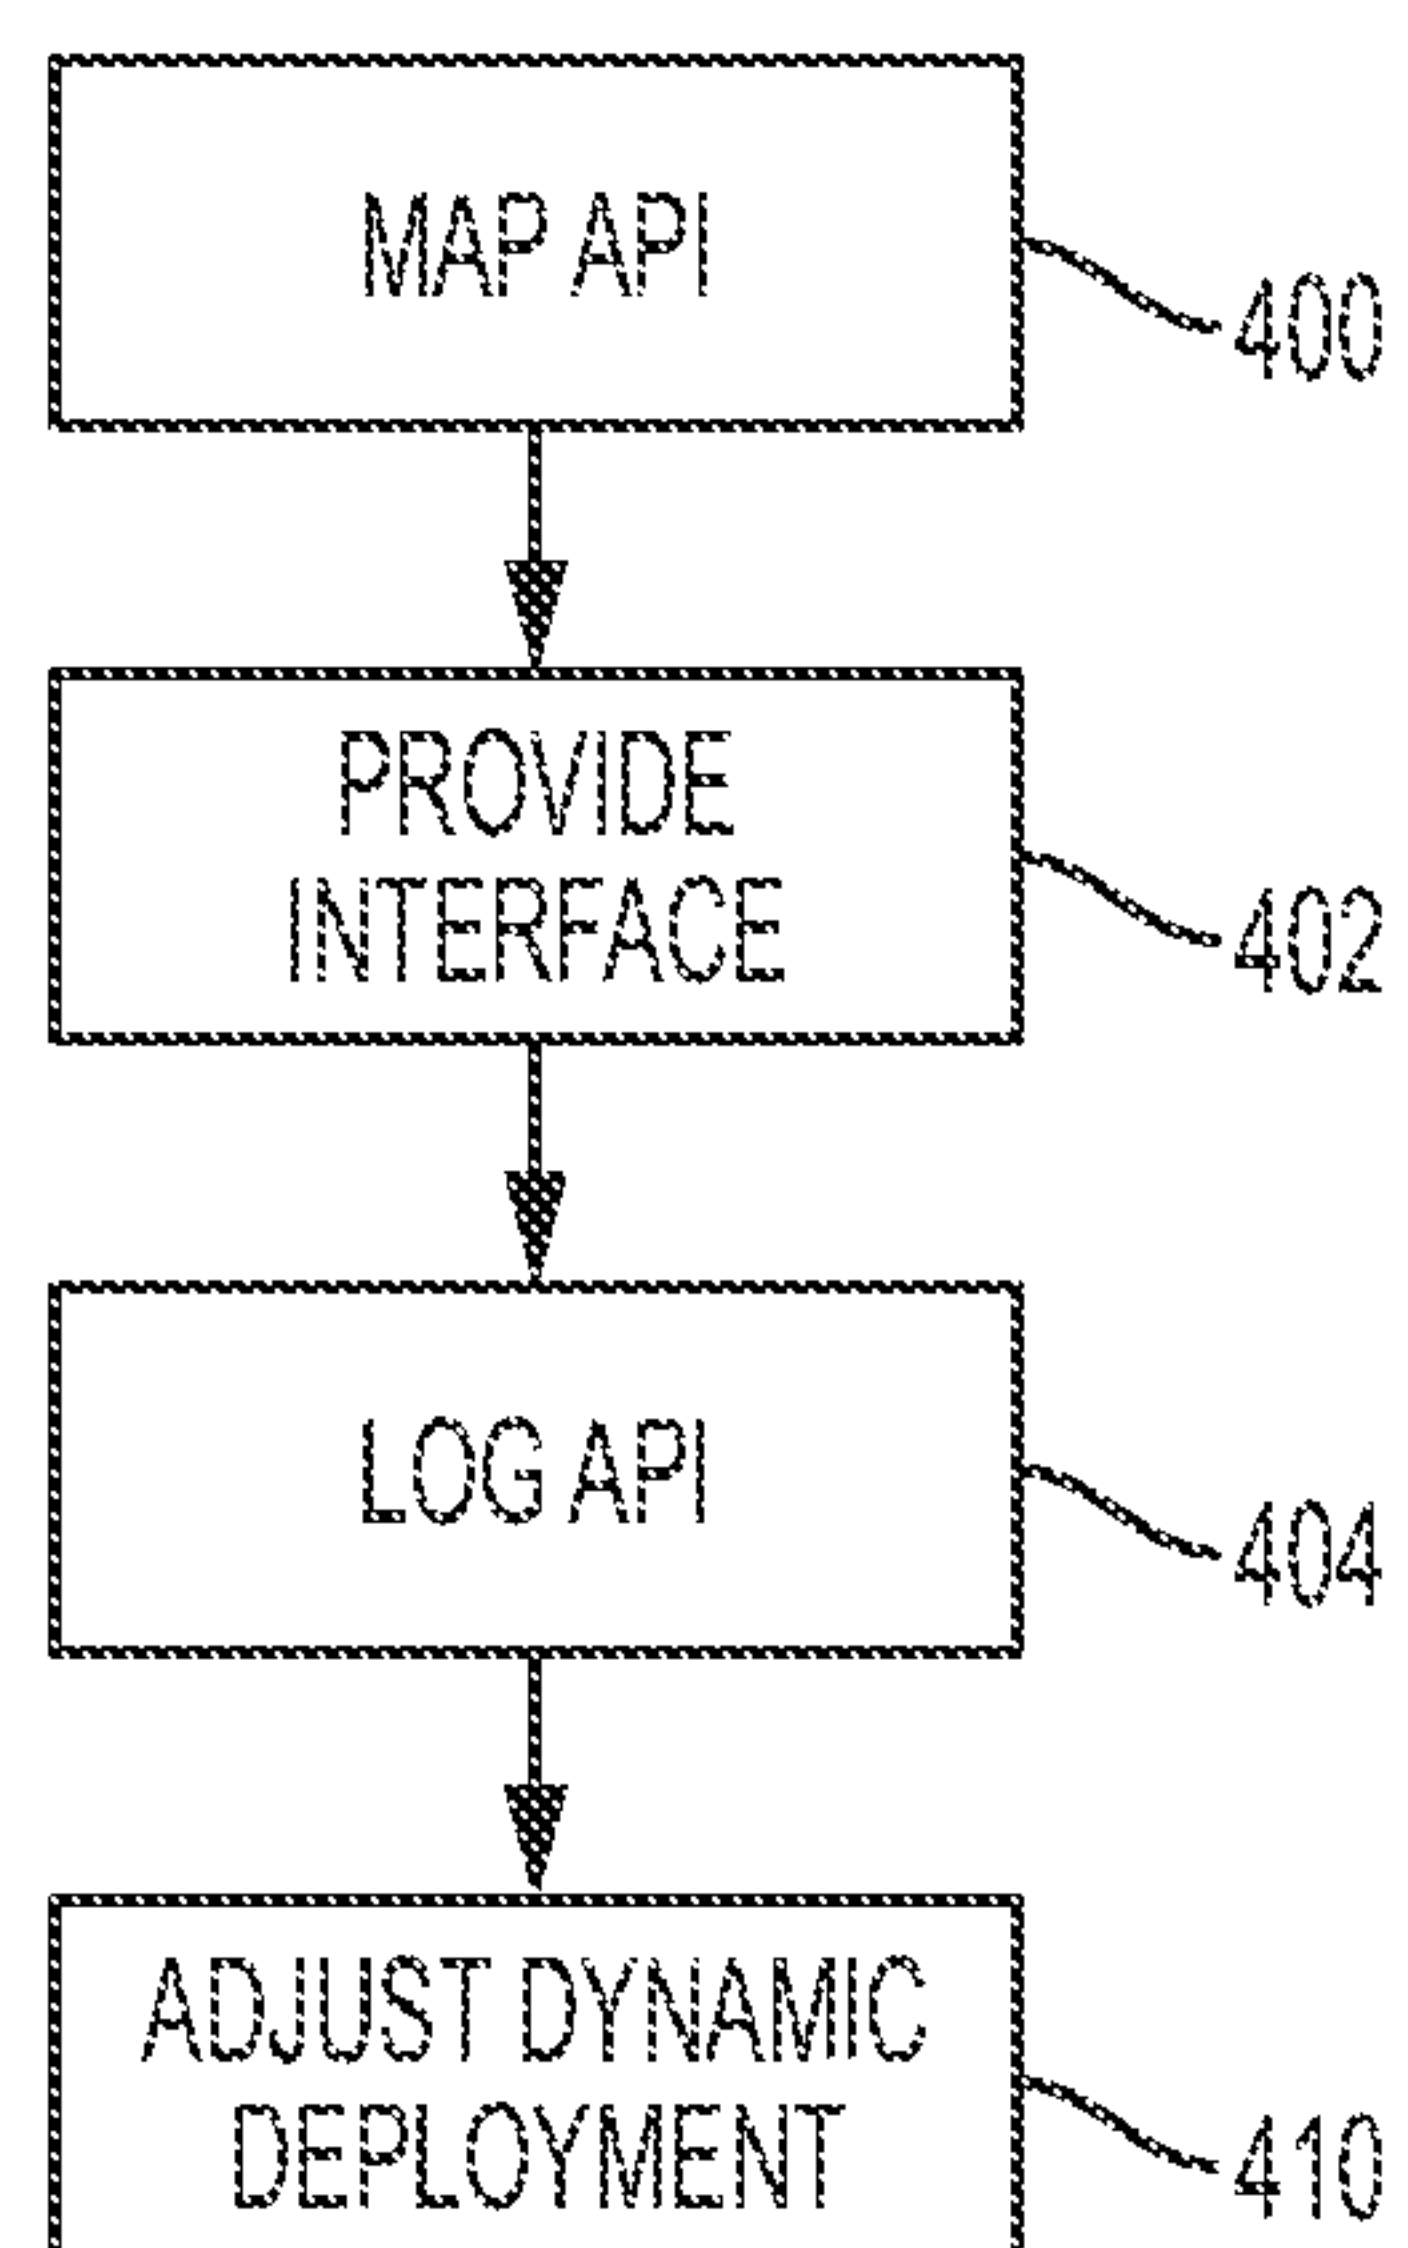 MAP API
400
PROVIDE
INTERFACE
402
LOG API
404
ADJUST DYNAMIC
DEPLOYMENT
410